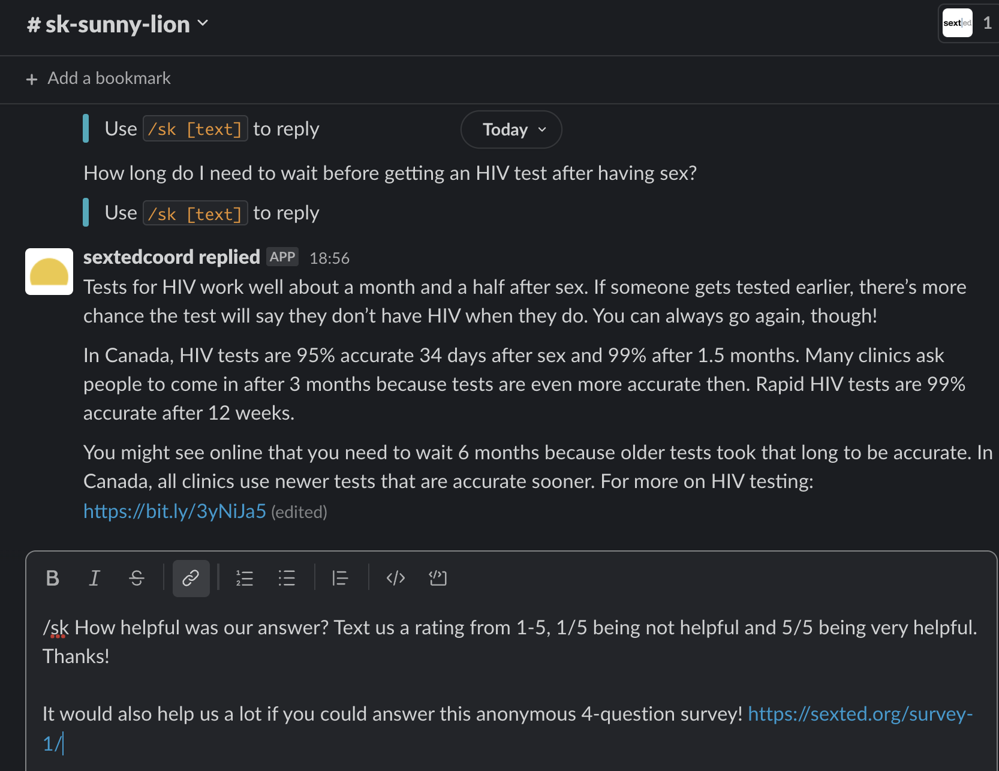 # sk-sunny-lion
sext|ed 1
+ Add a bookmark
Use /sk [text] to reply
Today
How long do I need to wait before getting an HIV test after having sex?
Use /sk [text] to reply
sextedcoord replied APP 18:56
Tests for HIV work well about a month and a half after sex. If someone gets tested earlier, there’s more
chance the test will say they don’t have HIV when they do. You can always go again, though!
In Canada, HIV tests are 95% accurate 34 days after sex and 99% after 1.5 months. Many clinics ask
people to come in after 3 months because tests are even more accurate then. Rapid HIV tests are 99%
accurate after 12 weeks.
You might see online that you need to wait 6 months because older tests took that long to be accurate. In
Canada, all clinics use newer tests that are accurate sooner. For more on HIV testing:
https://bit.ly/3yNiJa5 (edited)
B I S
/sk How helpful was our answer? Text us a rating from 1-5, 1/5 being not helpful and 5/5 being very helpful.
Thanks!
It would also help us a lot if you could answer this anonymous 4-question survey! https://sexted.org/survey-
1/